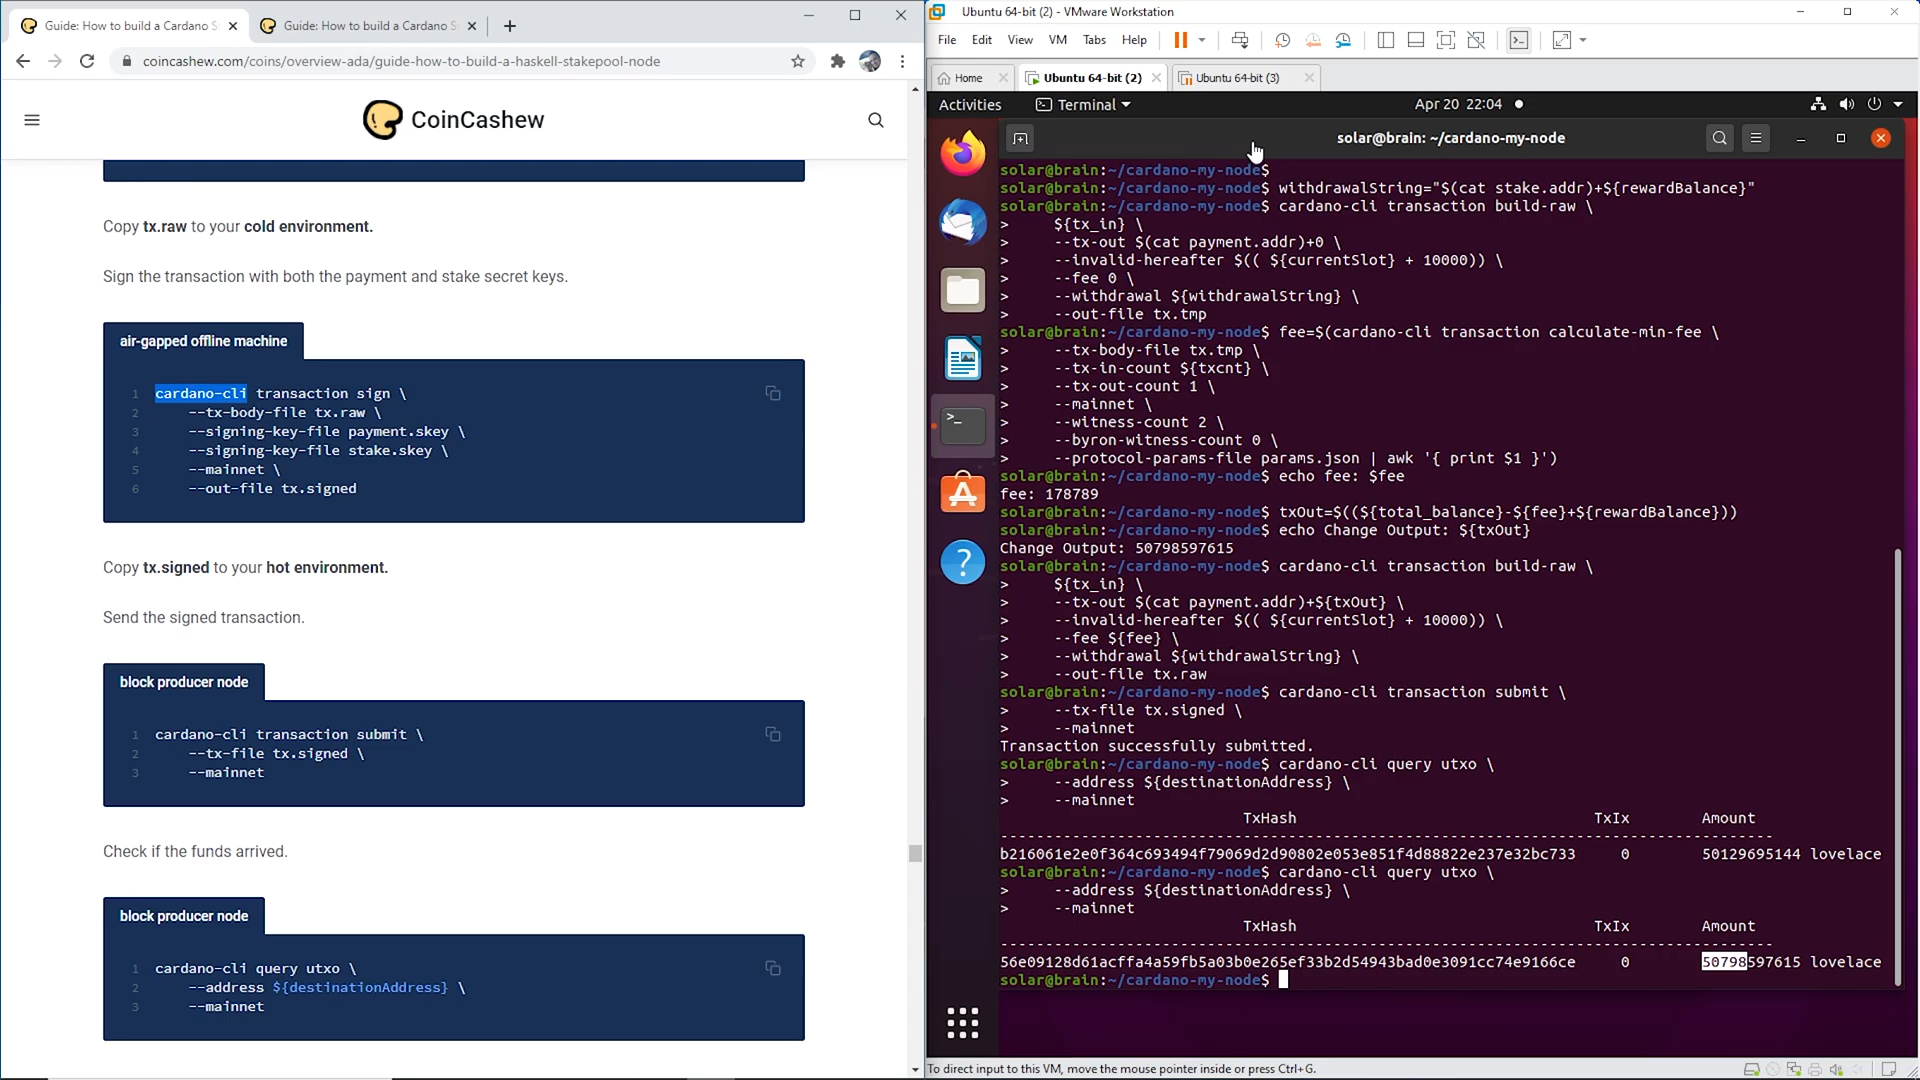 Guide: How to build a Cardano S
Guide: How to build a Cardano S
coincashew.com/coins/overview-ada/guide-how-to-build-a-haskell-stakepool-node
CoinCashew
Copy tx.raw to your cold environment.
Sign the transaction with both the payment and stake secret keys.
air-gapped offline machine
1 cardano-cli transaction sign \
2 --tx-body-file tx.raw \
3 --signing-key-file payment.skey \
4 --signing-key-file stake.skey \
5 --mainnet \
6 --out-file tx.signed
Copy tx.signed to your hot environment.
Send the signed transaction.
block producer node
1 cardano-cli transaction submit \
2 --tx-file tx.signed \
3 --mainnet
Check if the funds arrived.
block producer node
1 cardano-cli query utxo \
2 --address ${destinationAddress} \
3 --mainnet
Ubuntu 64-bit (2) - VMware Workstation
File Edit View VM Tabs Help
Home Ubuntu 64-bit (2) Ubuntu 64-bit (3)
Activities Terminal Apr 20 22:04
solar@brain: ~/cardano-my-node
solar@brain:~/cardano-my-node$
solar@brain:~/cardano-my-node$ withdrawalString="$(cat stake.addr)+${rewardBalance}"
solar@brain:~/cardano-my-node$ cardano-cli transaction build-raw \
> ${tx_in} \
> --tx-out $(cat payment.addr)+0 \
> --invalid-hereafter $(( ${currentSlot} + 10000)) \
> --fee 0 \
> --withdrawal ${withdrawalString} \
> --out-file tx.tmp
solar@brain:~/cardano-my-node$ fee=$(cardano-cli transaction calculate-min-fee \
> --tx-body-file tx.tmp \
> --tx-in-count ${txcnt} \
> --tx-out-count 1 \
> --mainnet \
> --witness-count 2 \
> --byron-witness-count 0 \
> --protocol-params-file params.json | awk '{ print $1 }')
solar@brain:~/cardano-my-node$ echo fee: $fee
fee: 178789
solar@brain:~/cardano-my-node$ txOut=$((${total_balance}-${fee}+${rewardBalance}))
solar@brain:~/cardano-my-node$ echo Change Output: ${txOut}
Change Output: 50798597615
solar@brain:~/cardano-my-node$ cardano-cli transaction build-raw \
> ${tx_in} \
> --tx-out $(cat payment.addr)+${txOut} \
> --invalid-hereafter $(( ${currentSlot} + 10000)) \
> --fee ${fee} \
> --withdrawal ${withdrawalString} \
> --out-file tx.raw
solar@brain:~/cardano-my-node$ cardano-cli transaction submit \
> --tx-file tx.signed \
> --mainnet
Transaction successfully submitted.
solar@brain:~/cardano-my-node$ cardano-cli query utxo \
> --address ${destinationAddress} \
> --mainnet
TxHash TxIx Amount
--------------------------------------------------------------------------------------
b216061e2e0f364c693494f79069d2d90802e053e851f4d88822e237e32bc733 0 50129695144 lovelace
solar@brain:~/cardano-my-node$ cardano-cli query utxo \
> --address ${destinationAddress} \
> --mainnet
TxHash TxIx Amount
--------------------------------------------------------------------------------------
56e09128d61acffa4a59fb5a03b0e265ef33b2d54943bad0e3091cc74e9166ce 0 50798597615 lovelace
solar@brain:~/cardano-my-node$
To direct input to this VM, move the mouse pointer inside or press Ctrl+G.